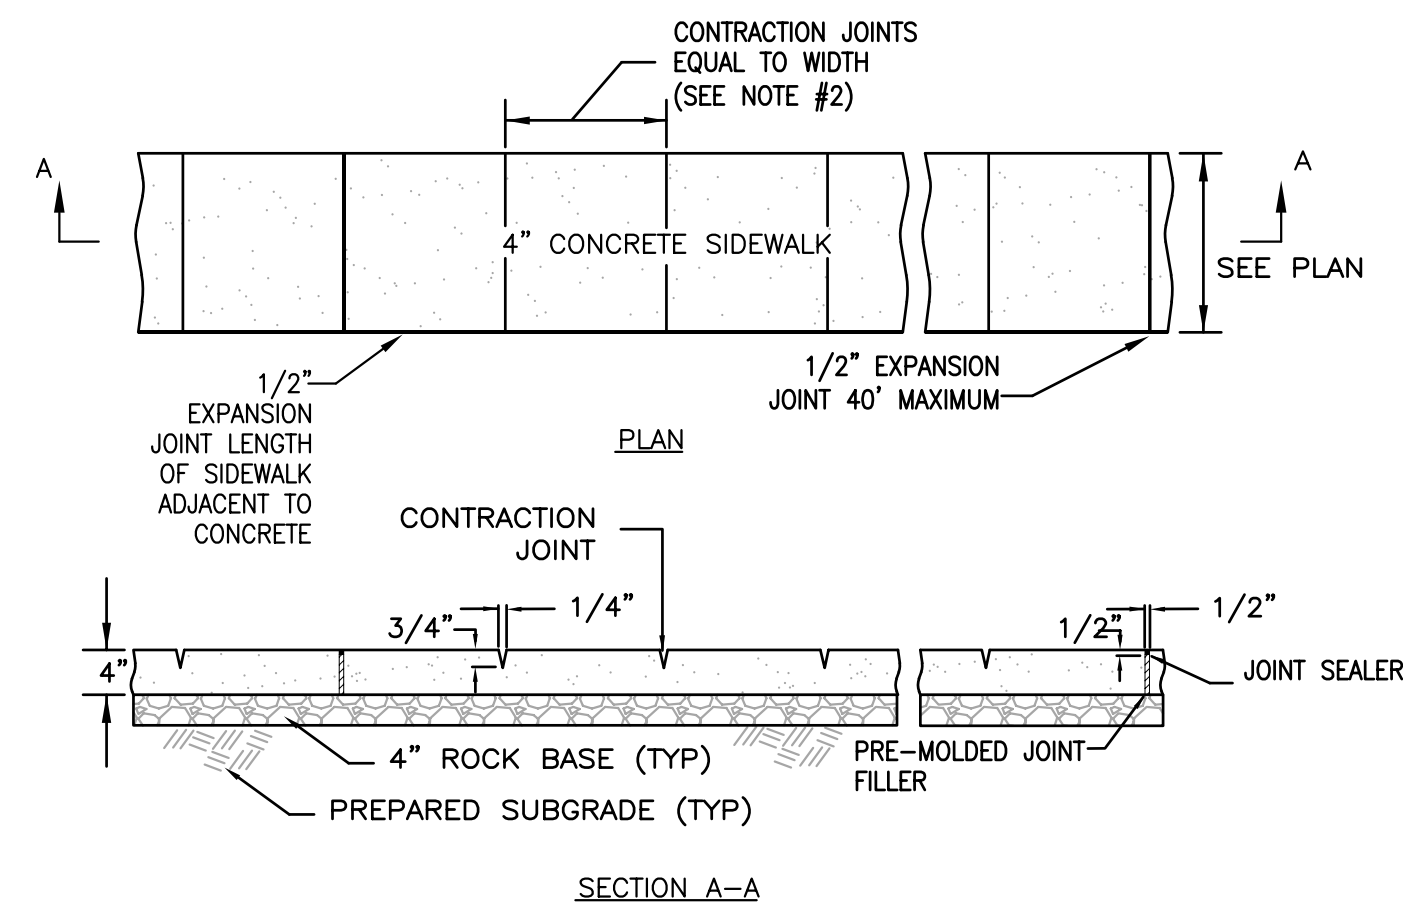 CONTRACTION JOINTS
EQUAL TO WIDTH
(SEE NOTE #2)
A
A
4” CONCRETE SIDEWALK
SEE PLAN
1/2”
EXPANSION
JOINT LENGTH
OF SIDEWALK
ADJACENT TO
CONCRETE
1/2” EXPANSION
JOINT 40' MAXIMUM
PLAN
CONTRACTION
JOINT
3/4”
1/4”
1/2”
1/2”
4”
JOINT SEALER
4” ROCK BASE (TYP)
PRE-MOLDED JOINT
FILLER
PREPARED SUBGRADE (TYP)
SECTION A-A